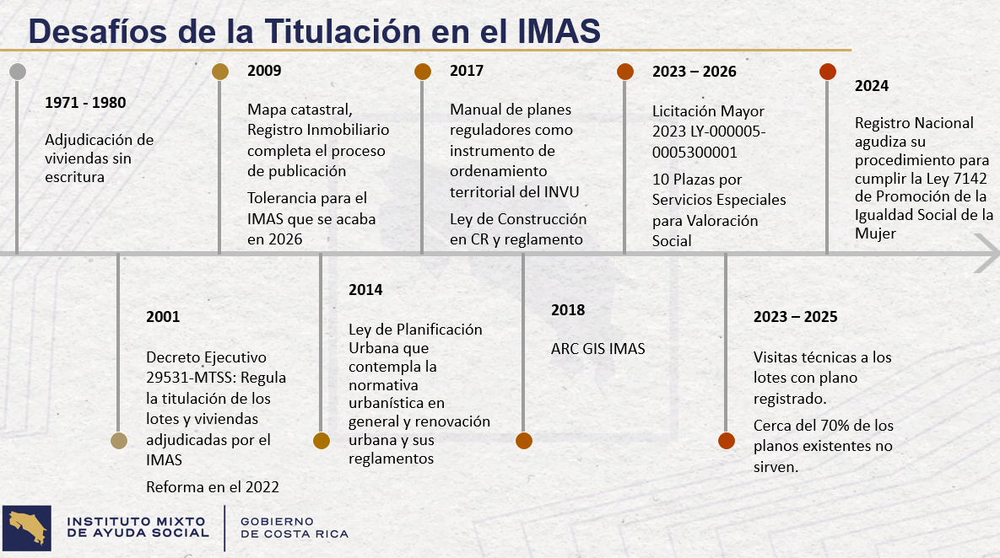 Desafíos de la Titulación en el IMAS
1971 - 1980
Adjudicación de
viviendas sin
escritura
2001
Decreto Ejecutivo
29531-MTSS: Regula
la titulación de los
lotes y viviendas
adjudicadas por el
IMAS
Reforma en el 2022
2009
Mapa catastral,
Registro Inmobiliario
completa el proceso
de publicación
Tolerancia para el
IMAS que se acaba
en 2026
2014
Ley de Planificación
Urbana que
contempla la
normativa
urbanística en
general y renovación
urbana y sus
reglamentos
2017
Manual de planes
reguladores como
instrumento de
ordenamiento
territorial del INVU
Ley de Construcción
en CR y reglamento
2018
ARC GIS IMAS
2023 – 2026
Licitación Mayor
2023 LY-000005-
0005300001
10 Plazas por
Servicios Especiales
para Valoración
Social
2023 – 2025
Visitas técnicas a los
lotes con plano
registrado.
Cerca del 70% de los
planos existentes no
sirven.
2024
Registro Nacional
agudiza su
procedimiento para
cumplir la Ley 7142
de Promoción de la
Igualdad Social de la
Mujer
INSTITUTO MIXTO
DE AYUDA SOCIAL
GOBIERNO
DE COSTA RICA